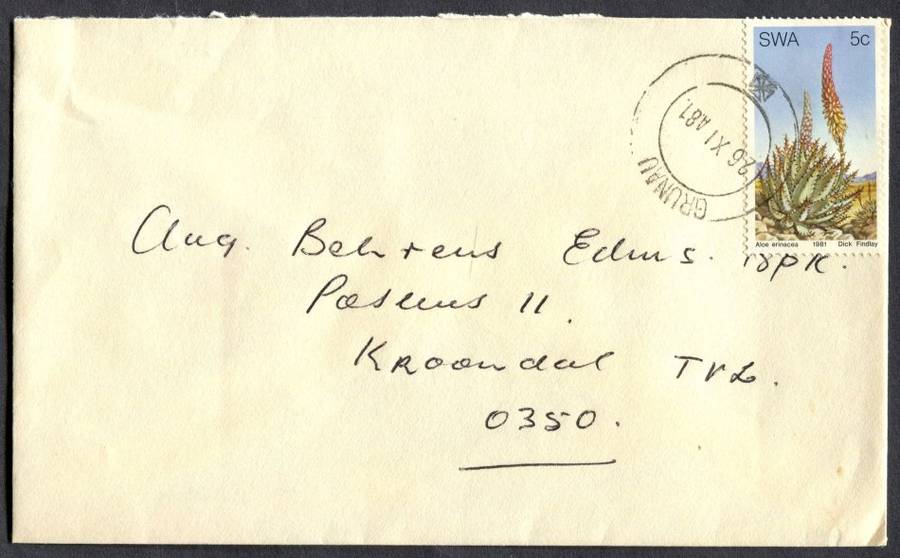 SWA 5c
Aloe erinacea 1981 Dick Findlay
GRUNAU
26 XI A81
Aug. Behrens Edms. Bpk.
Posbus 11.
Kroondal TVL.
0350.